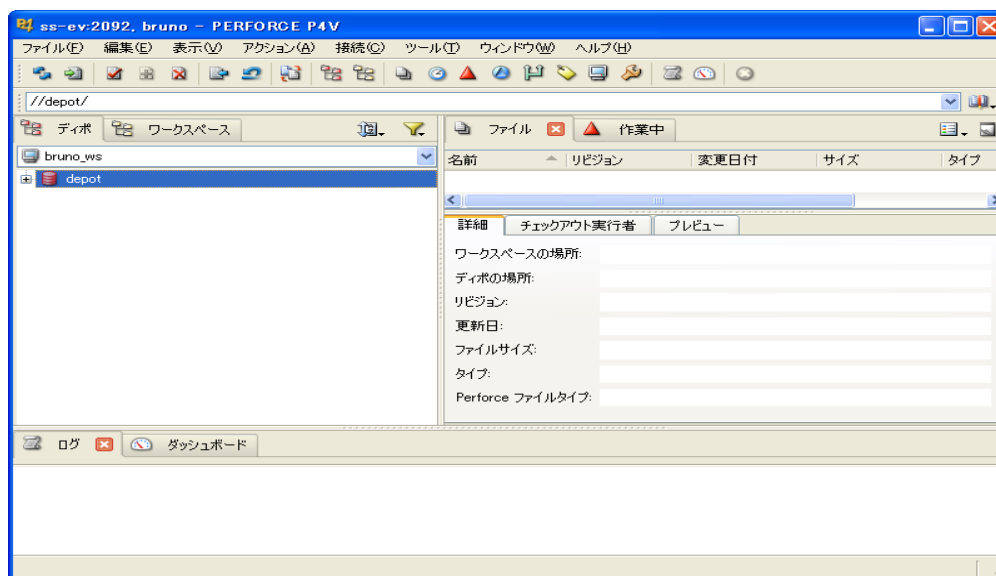 ss-ev:2092, bruno - PERFORCE P4V
ファイル(F) 編集(E) 表示(V) アクション(A) 接続(C) ツール(T) ウィンドウ(W) ヘルプ(H)
//depot/
ディポ ワークスペース
ファイル 作業中
bruno_ws
depot
名前 リビジョン 変更日付 サイズ タイプ
詳細 チェックアウト実行者 プレビュー
ワークスペースの場所:
ディポの場所:
リビジョン:
更新日:
ファイルサイズ:
タイプ:
Perforce ファイルタイプ:
ログ ダッシュボード